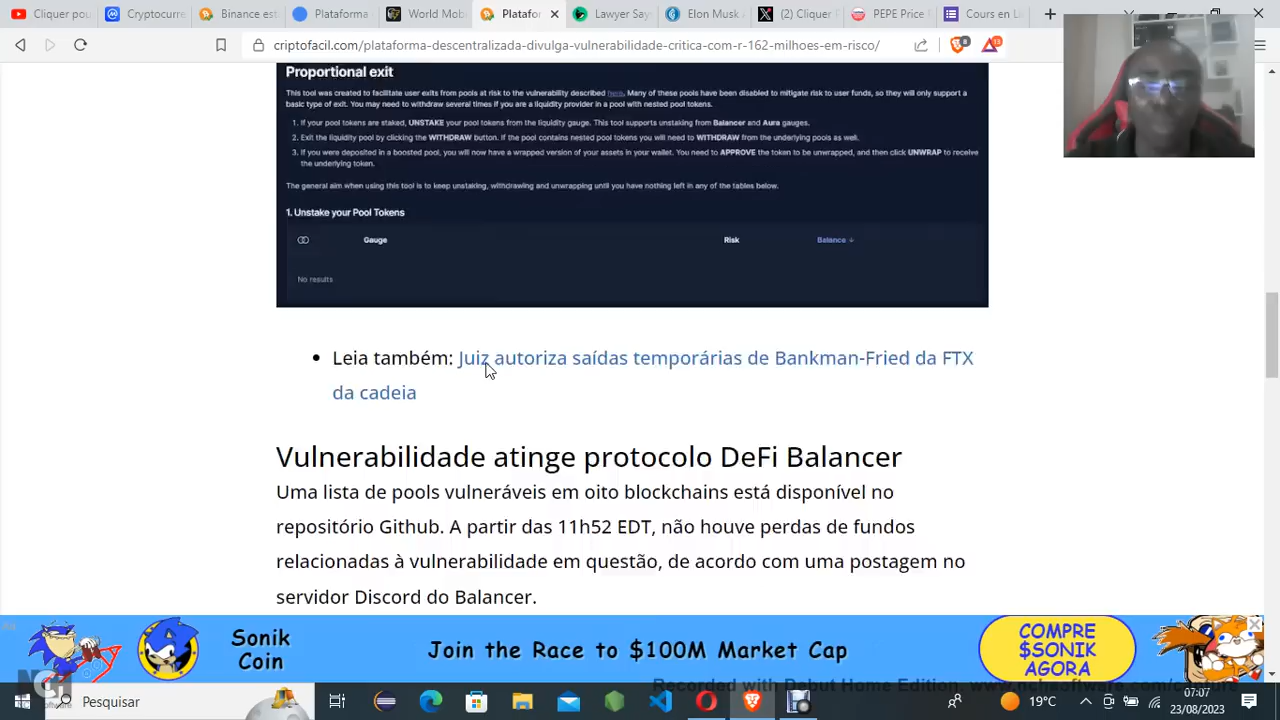 Clique pou
Cryptocurre
Binance est
Platafor
World Mob
Platafor
Lawyer Say
Elon Musk
(2) Cliquer
PEPE Price
Cours en L
criptofacil.com/plataforma-descentralizada-divulga-vulnerabilidade-critica-com-r-162-milhoes-em-risco/
8
13
Proportional exit
This tool was created to facilitate user exits from pools at risk to the vulnerability described here. Many of these pools have been disabled to mitigate risk to user funds, so they will only support a
basic type of exit. You may need to withdraw several times if you are a liquidity provider in a pool with nested pool tokens.
1. If your pool tokens are staked, UNSTAKE your pool tokens from the liquidity gauge. This tool supports unstaking from Balancer and Aura gauges.
2. Exit the liquidity pool by clicking the WITHDRAW button. If the pool contains nested pool tokens you will need to WITHDRAW from the underlying pools as well.
3. If you were deposited in a boosted pool, you will now have a wrapped version of your assets in your wallet. You need to APPROVE the token to be unwrapped, and then click UNWRAP to receive
the underlying token.
The general aim when using this tool is to keep unstaking, withdrawing and unwrapping until you have nothing left in any of the tables below.
1. Unstake your Pool Tokens
Gauge Risk Balance ↓
No results
• Leia também: Juiz autoriza saídas temporárias de Bankman-Fried da FTX
da cadeia
Vulnerabilidade atinge protocolo DeFi Balancer
Uma lista de pools vulneráveis em oito blockchains está disponível no
repositório Github. A partir das 11h52 EDT, não houve perdas de fundos
relacionadas à vulnerabilidade em questão, de acordo com uma postagem no
servidor Discord do Balancer.
Ad
Sonik
Coin
Join the Race to $100M Market Cap
COMPRE
$SONIK
AGORA
Recorded with Debut Home Edition. www.nchsoftware.com/capture
Pesquisar
19°C
07:07
23/08/2023